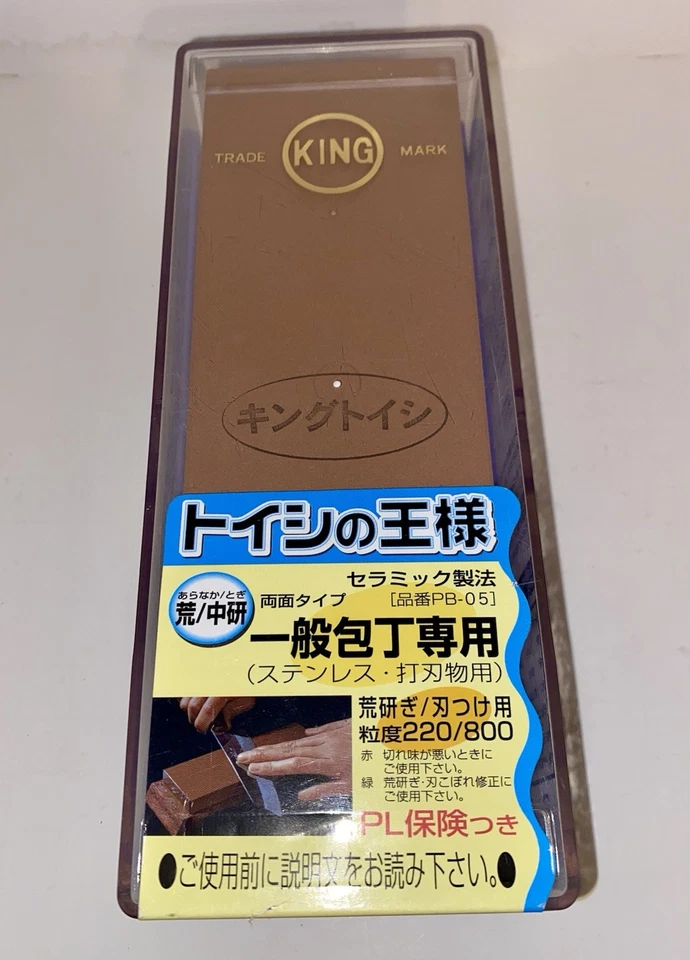 TRADE KING MARK
キングトイシ
トイシの王様
セラミック製法
あらなか/とぎ
荒/中研
両面タイプ [品番PB-05]
一般包丁専用
(ステンレス・打刃物用)
荒研ぎ/刃つけ用
粒度220/800
赤 切れ味が悪いときに
ご使用下さい。
緑 荒研ぎ・刃こぼれ修正に
ご使用下さい。
PL保険つき
●ご使用前に説明文をお読み下さい。●